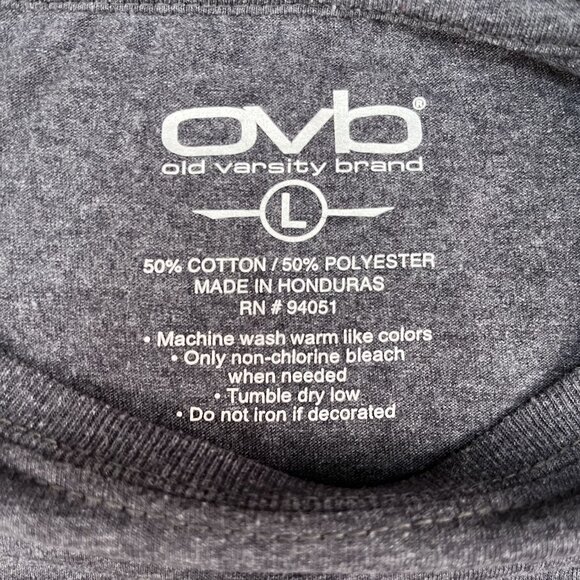 ovb®
old varsity brand
L
50% COTTON / 50% POLYESTER
MADE IN HONDURAS
RN # 94051
• Machine wash warm like colors
• Only non-chlorine bleach
when needed
• Tumble dry low
• Do not iron if decorated